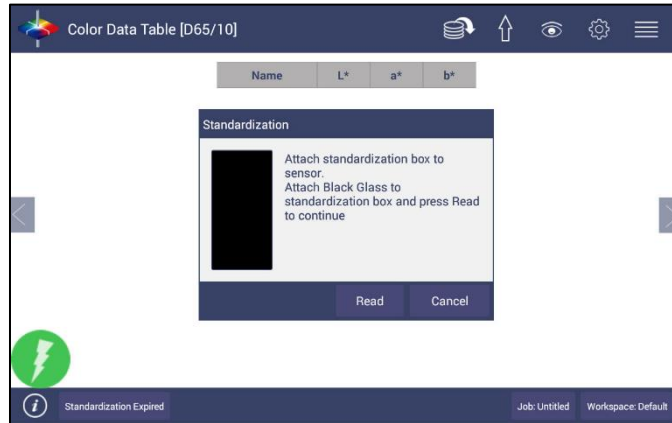 Color Data Table [D65/10]
Name L* a* b*
Standardization
Attach standardization box to
sensor.
Attach Black Glass to
standardization box and press Read
to continue
Read Cancel
i Standardization Expired Job: Untitled Workspace: Default